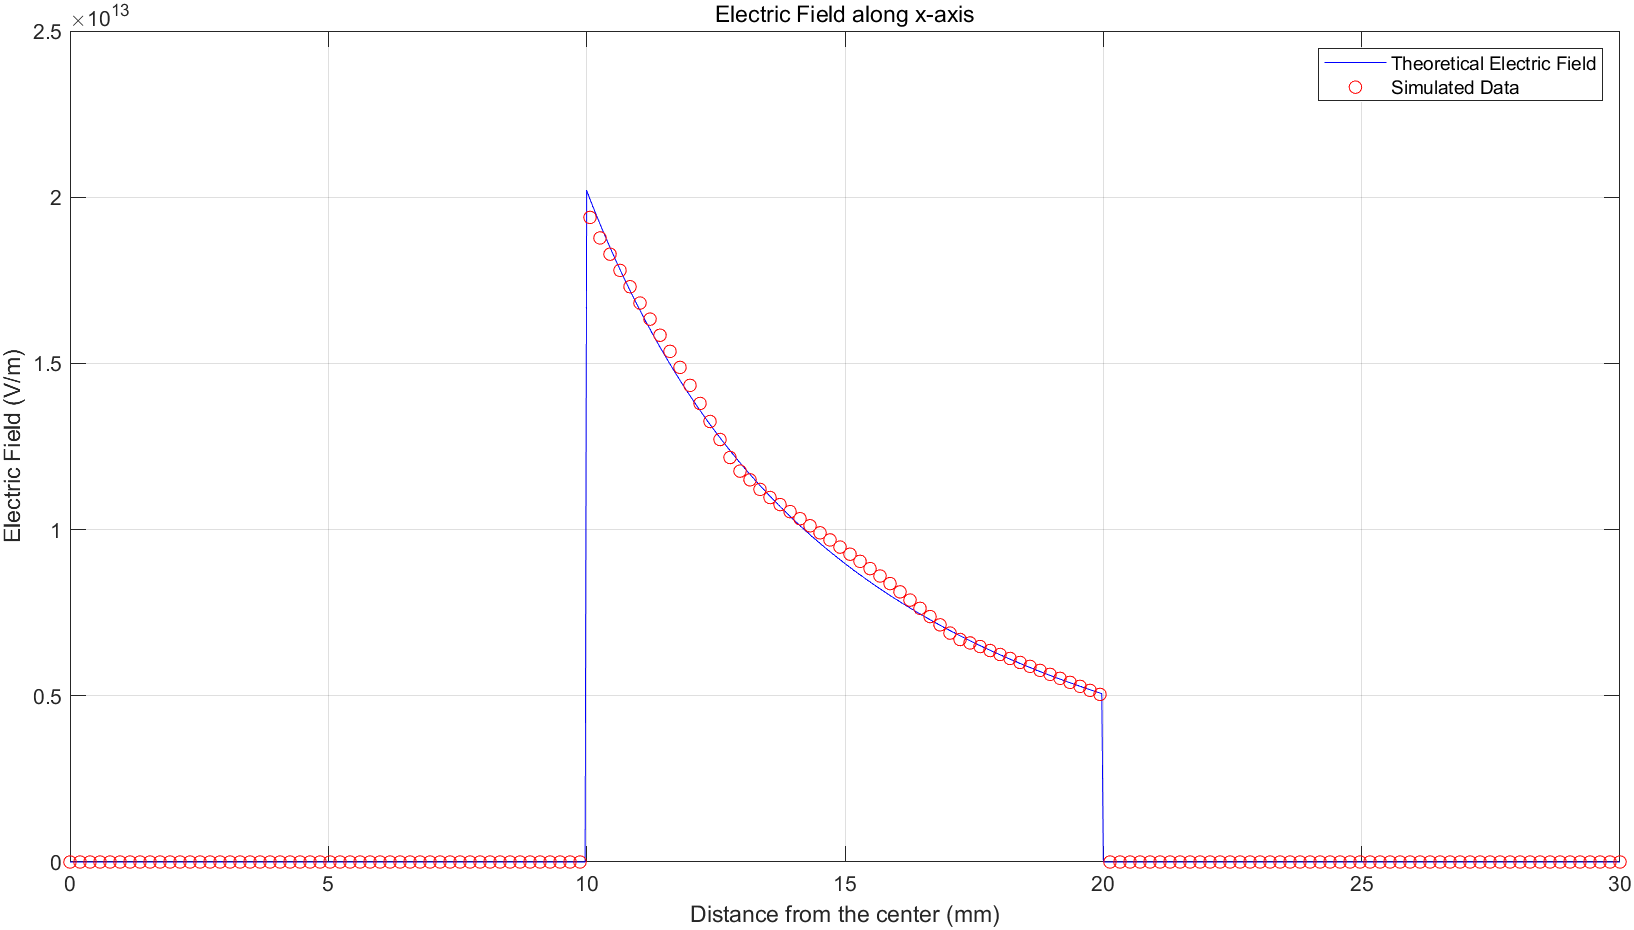 Electric Field along x-axis
×10¹³
2.5
2
1.5
1
0.5
0
Electric Field (V/m)
Theoretical Electric Field
Simulated Data
0 5 10 15 20 25 30
Distance from the center (mm)